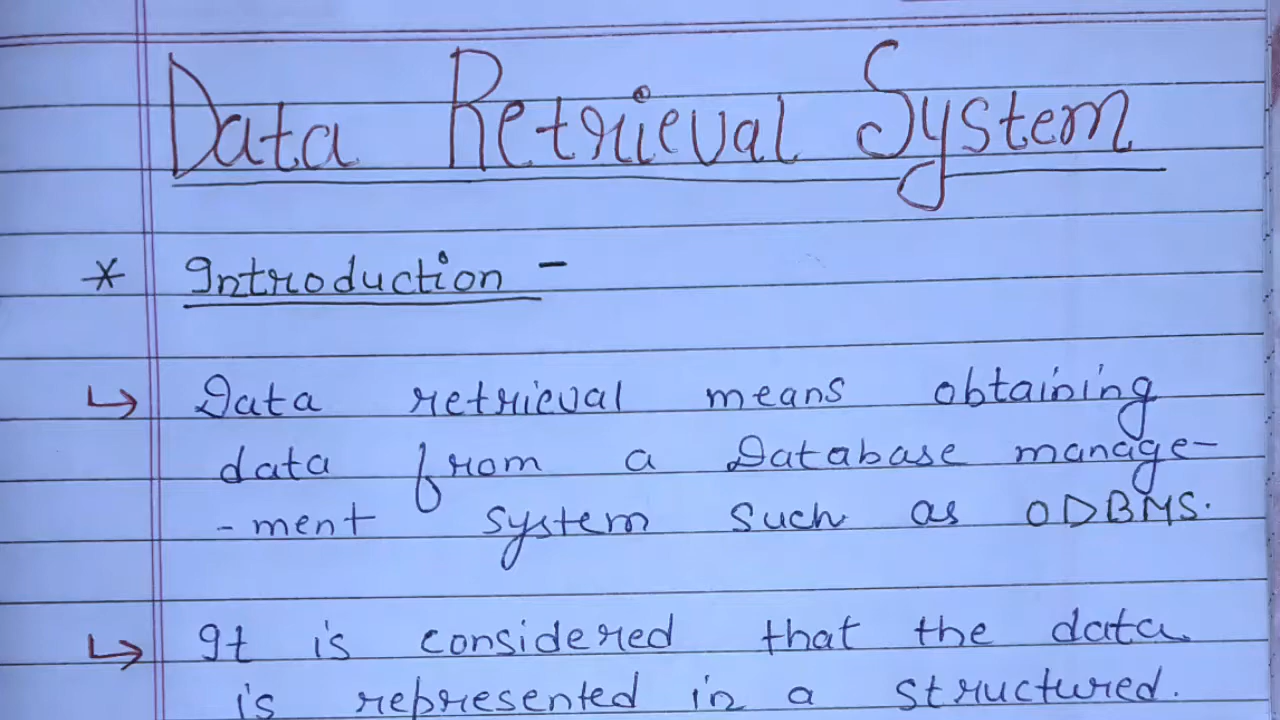 Data Retrieval System
* Introduction -
↳ Data retrieval means obtaining
data from a Database manage-
-ment system such as ODBMS.
↳ It is considered that the data
is represented in a structured.